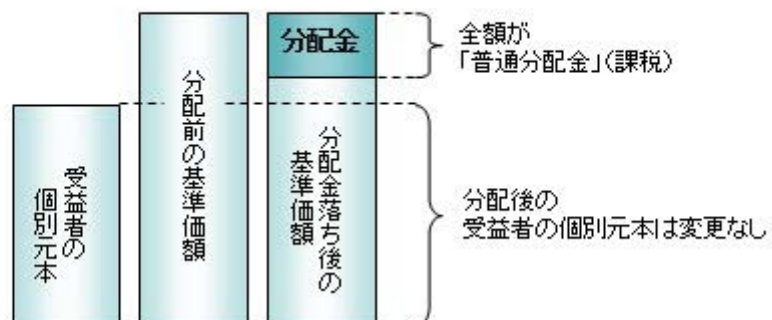 受益者の
個別元本
分配前の基準価額
分配金
分配金落ち後の
基準価額
全額が
「普通分配金」(課税)
分配後の
受益者の個別元本は変更なし